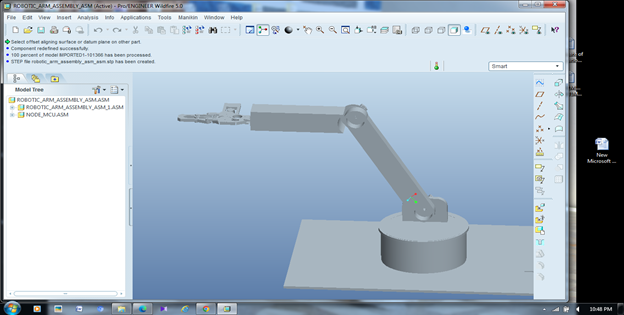 ROBOTIC_ARM_ASSEMBLY_ASM (Active) - Pro/ENGINEER Wildfire 5.0
File Edit View Insert Analysis Info Applications Tools Manikin Window Help
Select offset aligning surface or datum plane on other part.
Component redefined successfully.
100 percent of model IMPORTED1-101366 has been processed.
STEP file robotic_arm_assembly_asm_asm.stp has been created.
Smart
Model Tree
ROBOTIC_ARM_ASSEMBLY_ASM.ASM
ROBOTIC_ARM_ASSEMBLY_ASM_1.ASM
NODE_MCU.ASM
New
Microsoft ...
10:48 PM